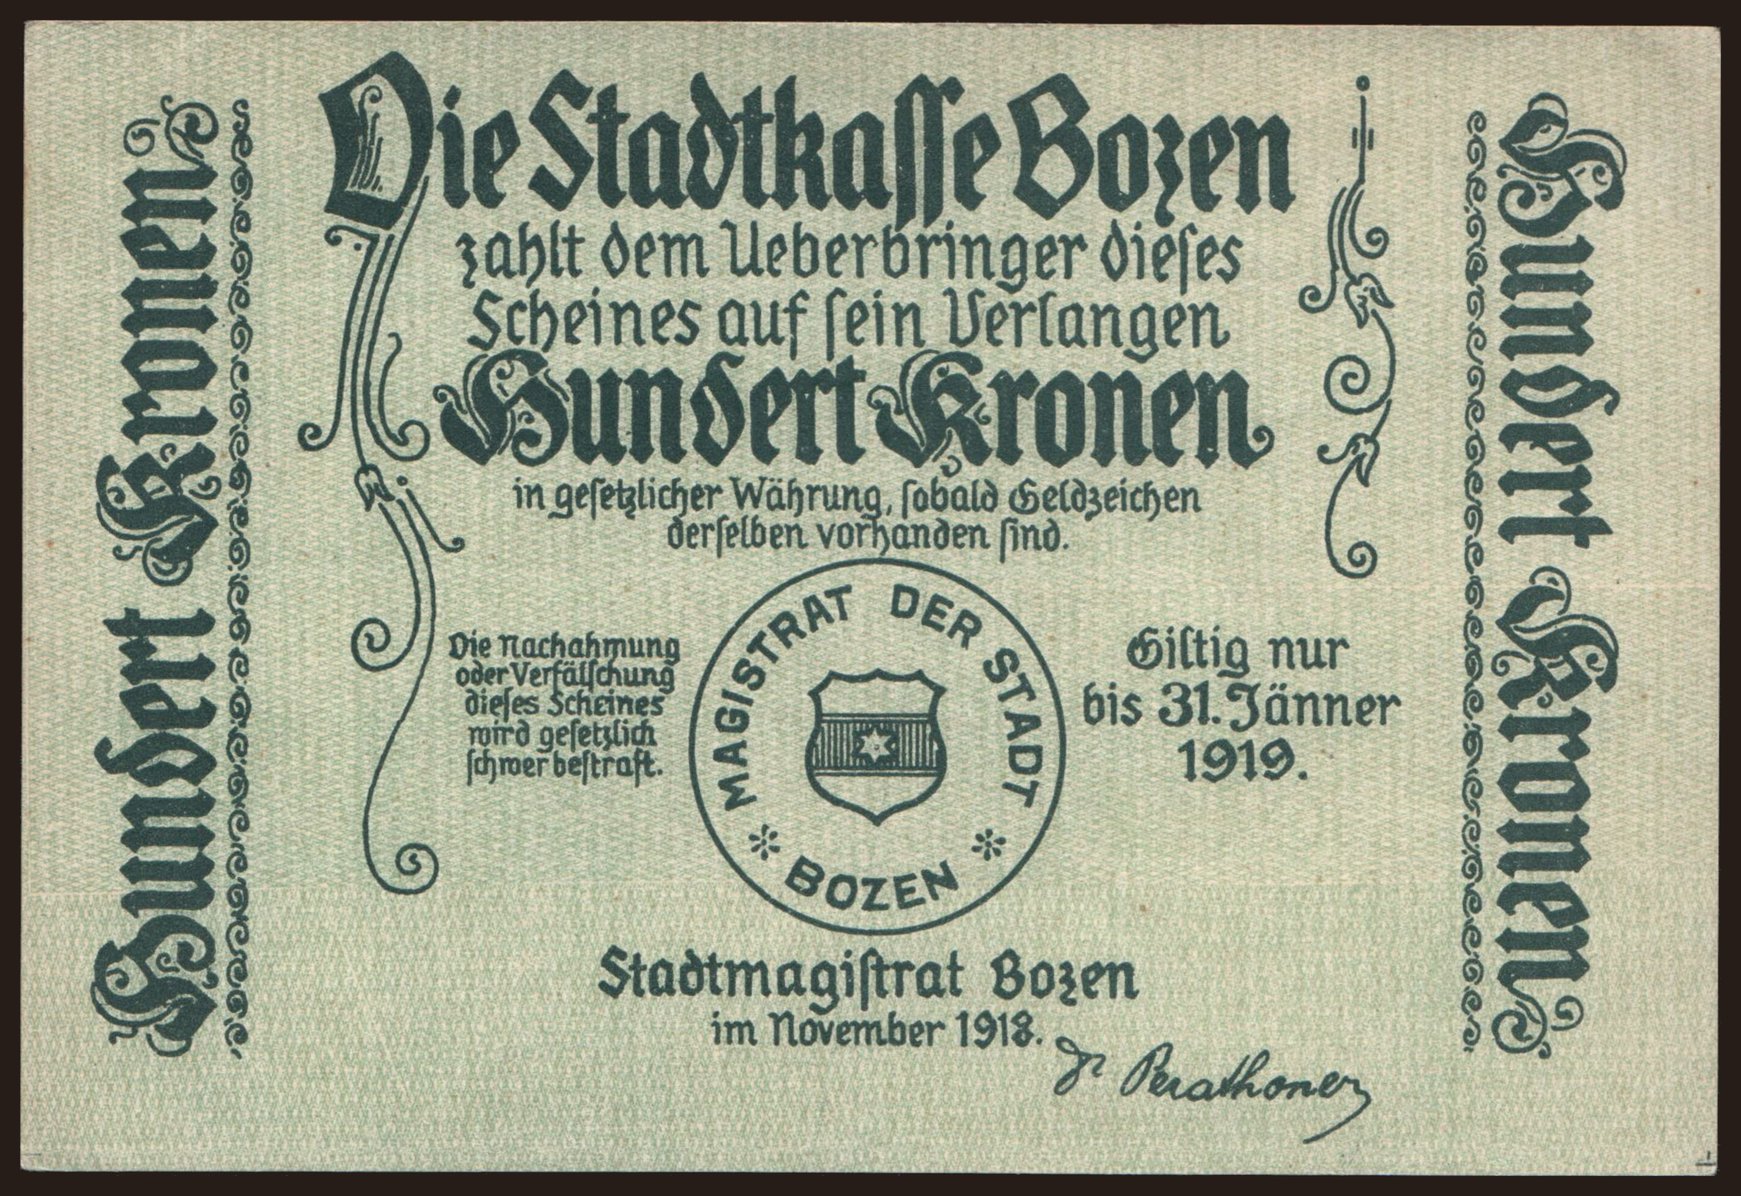 Hundert Kronen
Die Stadtkasse Bozen
zahlt dem Ueberbringer dieses
Scheines auf sein Verlangen
Hundert Kronen
in gesetzlicher Währung, sobald Geldzeichen
derselben vorhanden sind.
Die Nachahmung
oder Verfälschung
dieses Scheines
wird gesetzlich
schwer bestraft.
MAGISTRAT DER STADT
* BOZEN *
Giltig nur
bis 31. Jänner
1919.
Stadtmagistrat Bozen
im November 1918.
Dr Perathoner
Hundert Kronen